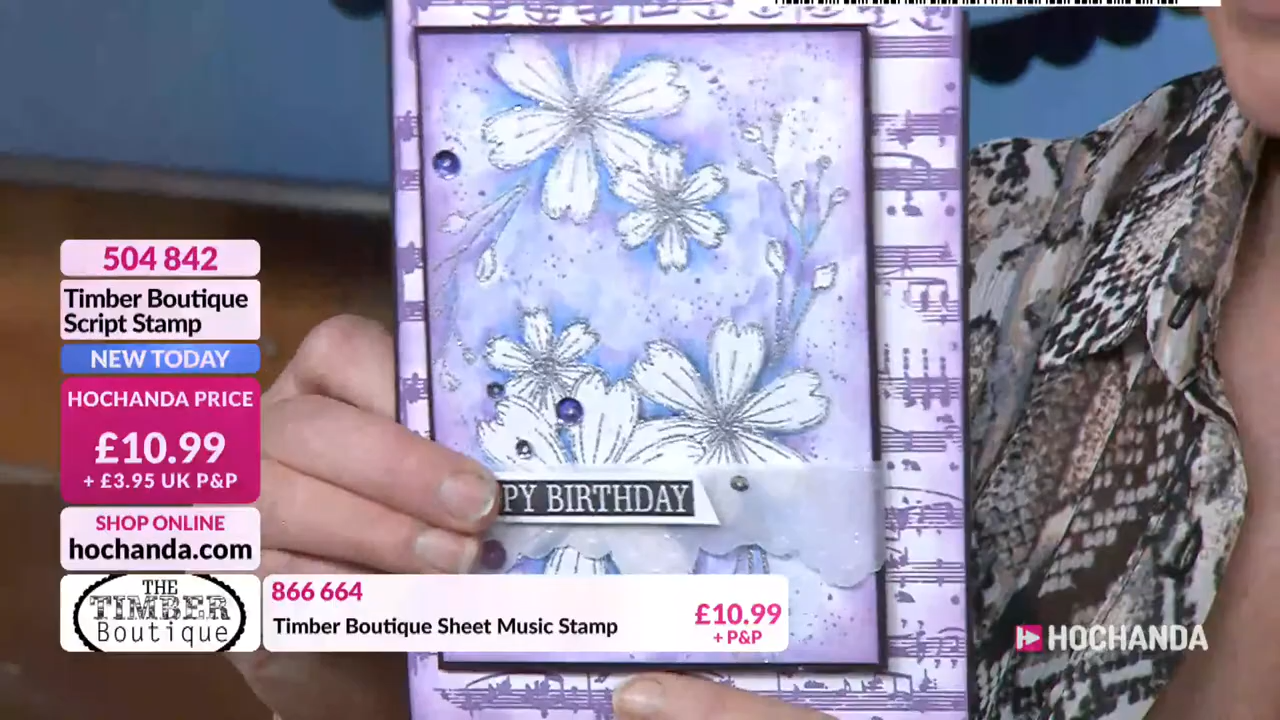 504 842
Timber Boutique
Script Stamp
NEW TODAY
HOCHANDA PRICE
£10.99
+ £3.95 UK P&P
SHOP ONLINE
hochanda.com
THE
TIMBER
Boutique
866 664
Timber Boutique Sheet Music Stamp
£10.99
+ P&P
PY BIRTHDAY
HOCHANDA